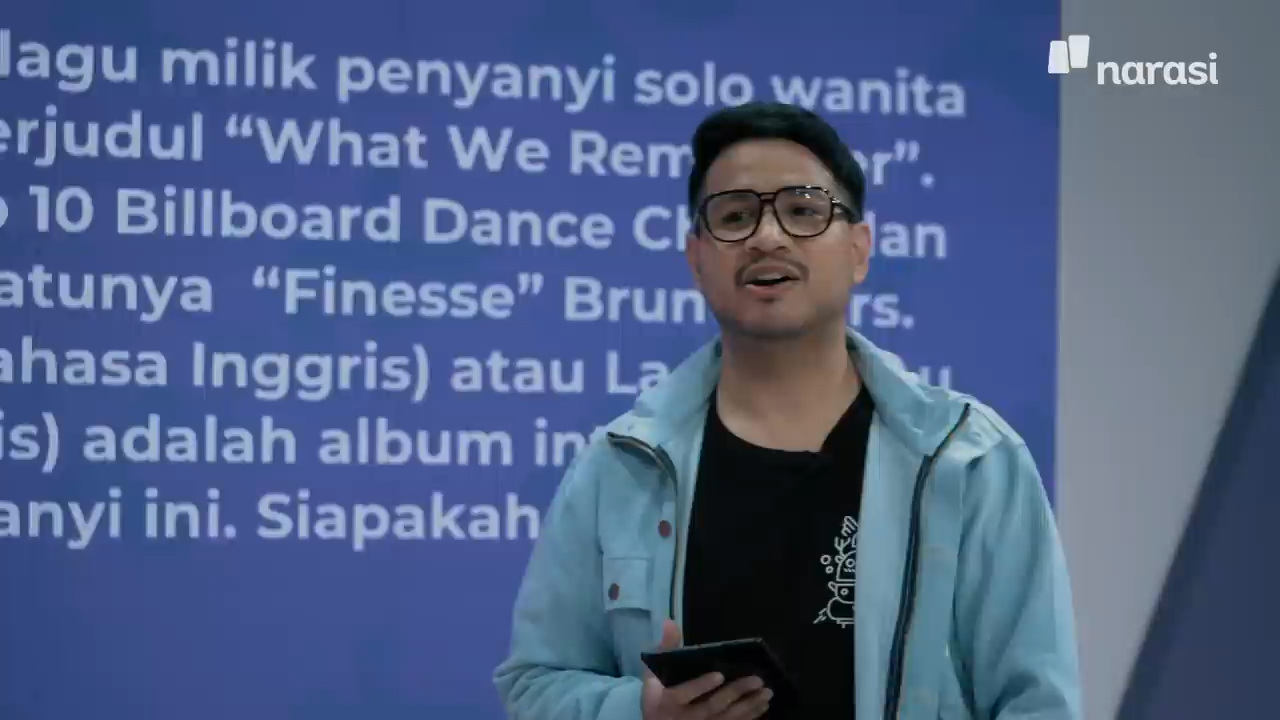 narasi
lagu milik penyanyi solo wanita
erjudul “What We Rem er”.
10 Billboard Dance Ch dan
atunya “Finesse” Brun rs.
ahasa Inggris) atau La u
is) adalah album in
anyi ini. Siapakah